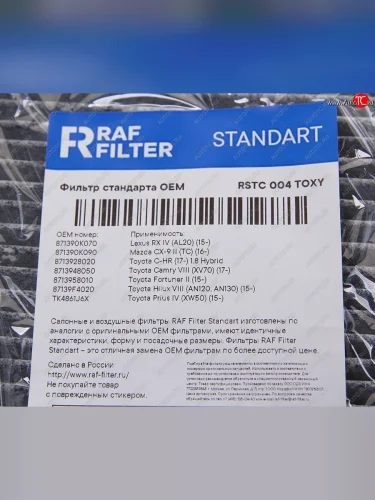 RAF
FILTER
STANDART
Фильтр стандарта OEM
RSTC 004 TOXY
OEM номер:
Применимость:
871390K070
Lexus RX IV (AL20) (15-)
871390K090
Mazda CX-9 II (TC) (16-)
8713928020
Toyota C-HR (17-) 1.8 Hybrid
8713948050
Toyota Camry VIII (XV70) (17-)
8713958010
Toyota Fortuner II (15-)
87139F4020
Toyota Hilux VIII (AN120, AN130) (15-)
TK4861J6X
Toyota Prius IV (XW50) (15-)
Салонные и воздушные фильтры RAF Filter Standart изготовлены по
аналогии с оригинальными OEM фильтрами, имеют идентичные
характеристики, форму и посадочные размеры. Фильтры RAF Filter
Standart – это отличная замена OEM фильтрам по более доступной цене.
Сделано в России
http://www.raf-filter.ru/
Не покупайте товар
с поврежденным стикером.